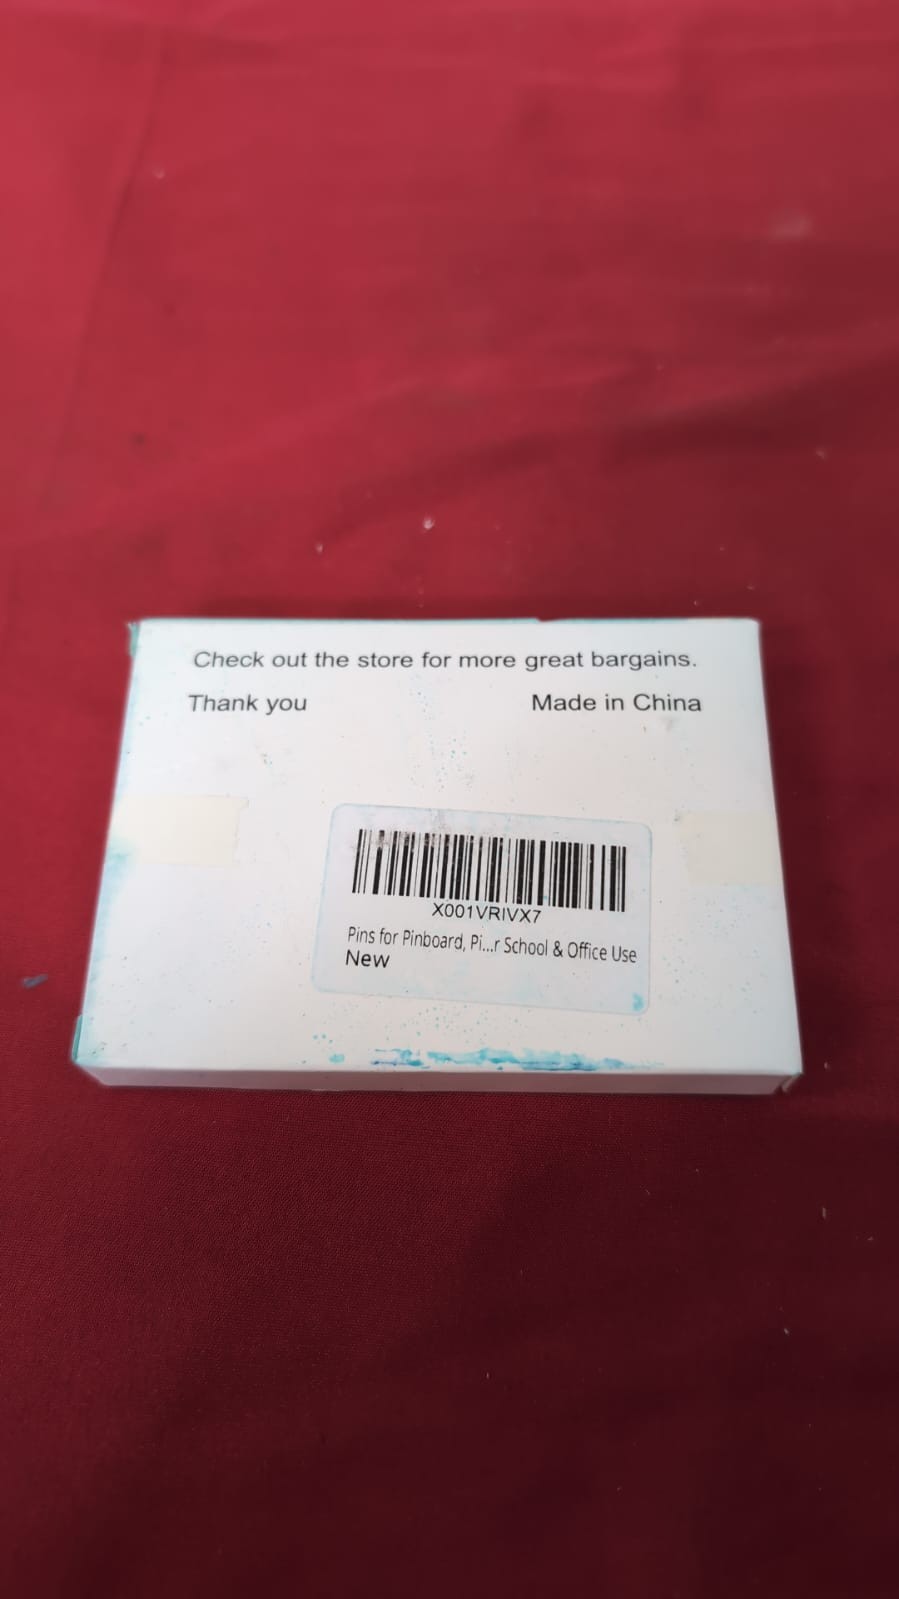 Check out the store for more great bargains.
Thank you Made in China
X001VRIVX7
Pins for Pinboard, Pi...r School & Office Use
New